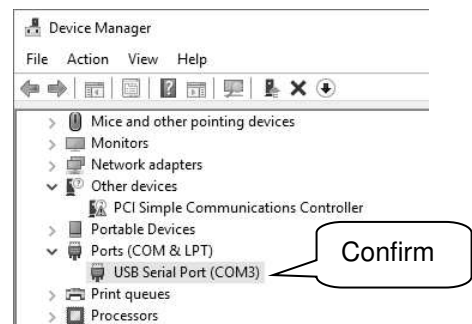 Device Manager
File Action View Help
Mice and other pointing devices
Monitors
Network adapters
Other devices
PCI Simple Communications Controller
Portable Devices
Ports (COM & LPT)
USB Serial Port (COM3)
Confirm
Print queues
Processors